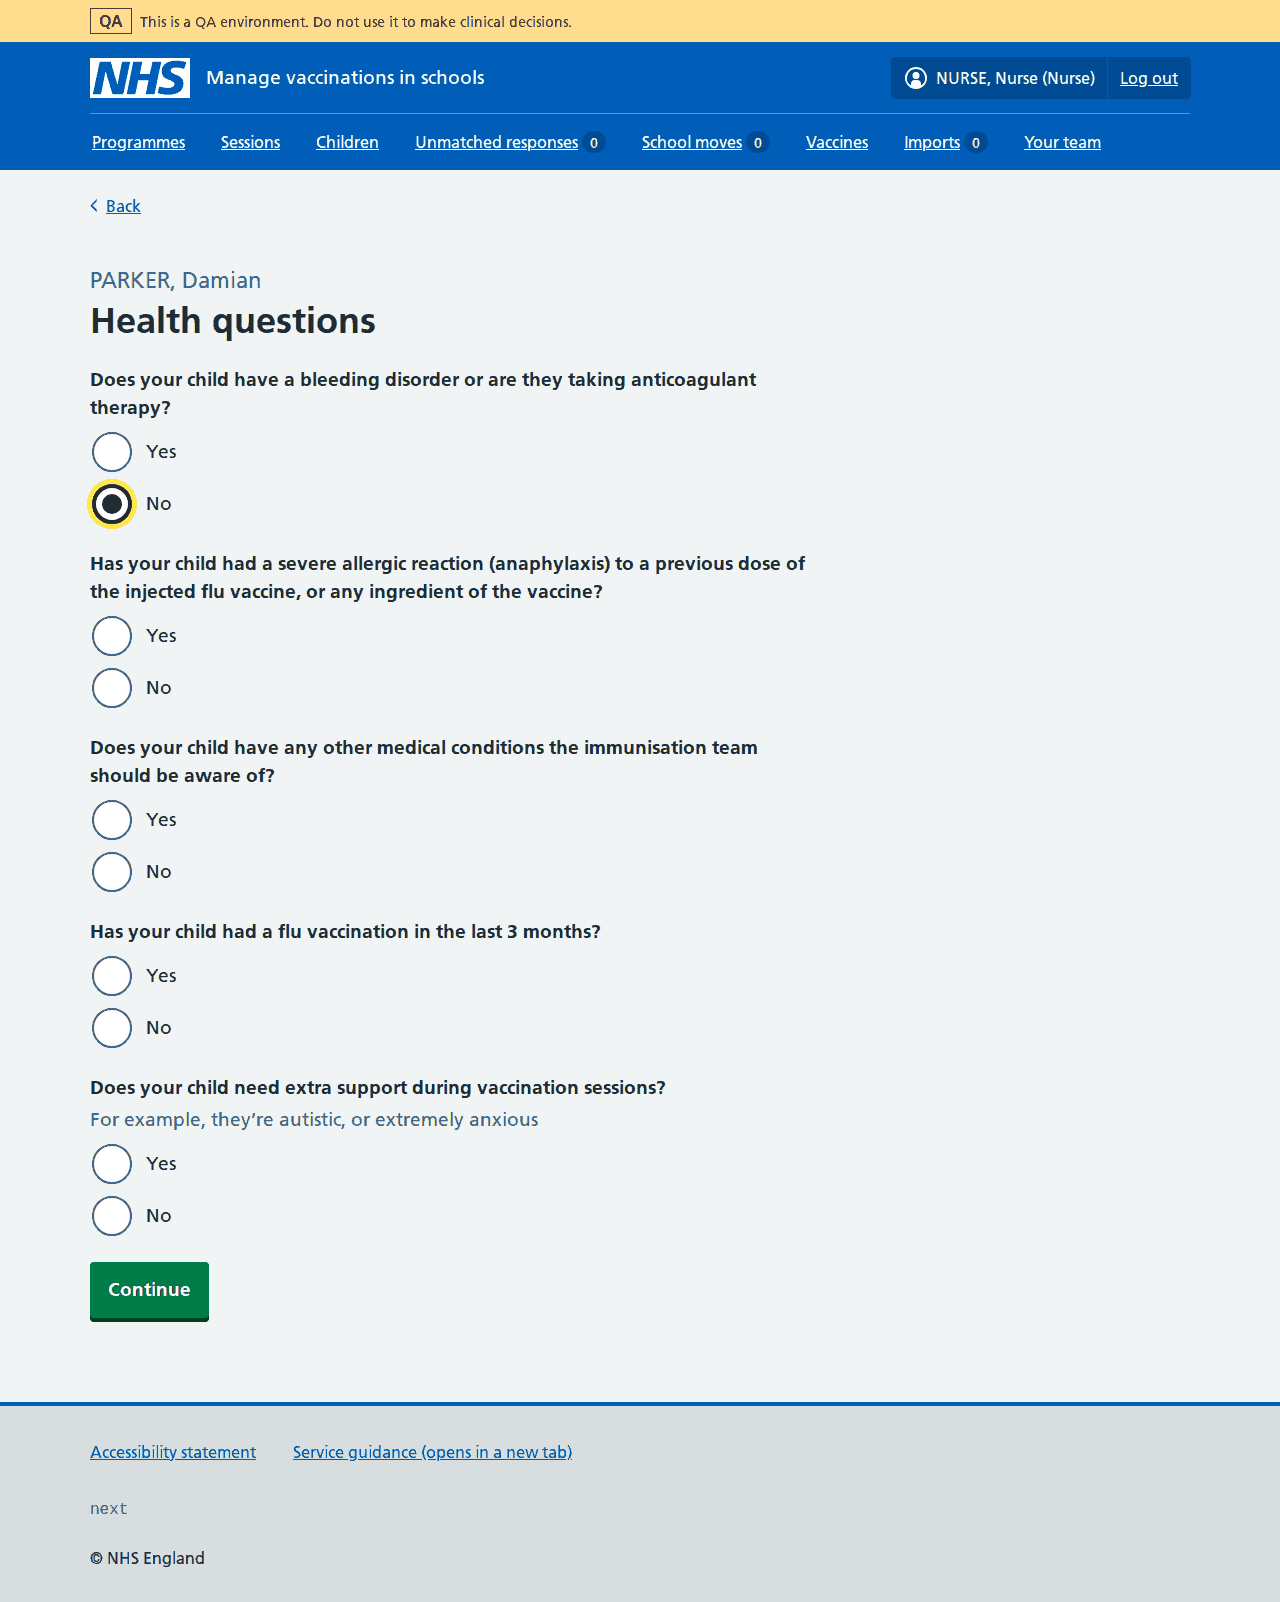 QA This is a QA environment. Do not use it to make clinical decisions.
NHS Manage vaccinations in schools NURSE, Nurse (Nurse) Log out
Programmes Sessions Children Unmatched responses 0 School moves 0 Vaccines Imports 0 Your team
Back
PARKER, Damian
Health questions
Does your child have a bleeding disorder or are they taking anticoagulant
therapy?
Yes
No
Has your child had a severe allergic reaction (anaphylaxis) to a previous dose of
the injected flu vaccine, or any ingredient of the vaccine?
Yes
No
Does your child have any other medical conditions the immunisation team
should be aware of?
Yes
No
Has your child had a flu vaccination in the last 3 months?
Yes
No
Does your child need extra support during vaccination sessions?
For example, they’re autistic, or extremely anxious
Yes
No
Continue
Accessibility statement Service guidance (opens in a new tab)
next
© NHS England